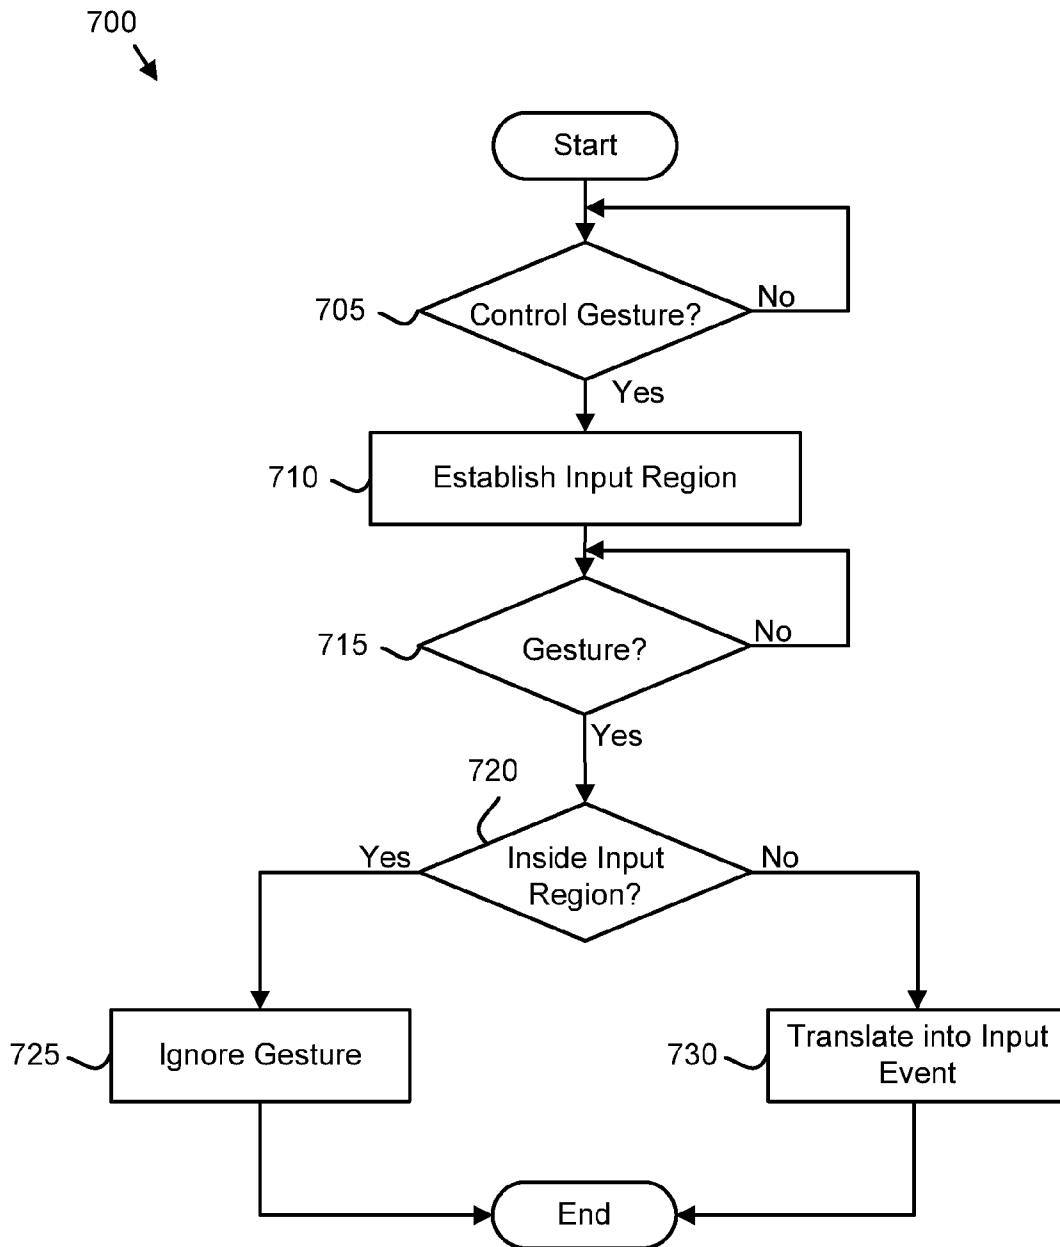 700
Start
705
Control Gesture?
No
Yes
710
Establish Input Region
715
Gesture?
No
Yes
720
Yes
Inside Input
Region?
No
725
Ignore Gesture
730
Translate into Input
Event
End